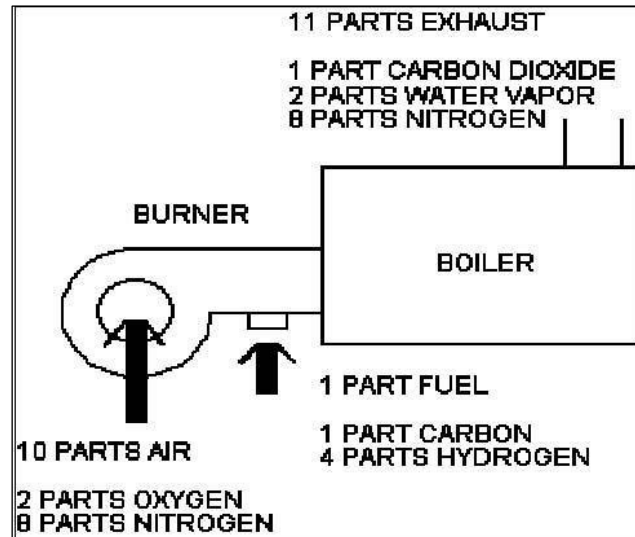 11 PARTS EXHAUST
1 PART CARBON DIOXIDE
2 PARTS WATER VAPOR
8 PARTS NITROGEN
BURNER
BOILER
1 PART FUEL
1 PART CARBON
4 PARTS HYDROGEN
10 PARTS AIR
2 PARTS OXYGEN
8 PARTS NITROGEN